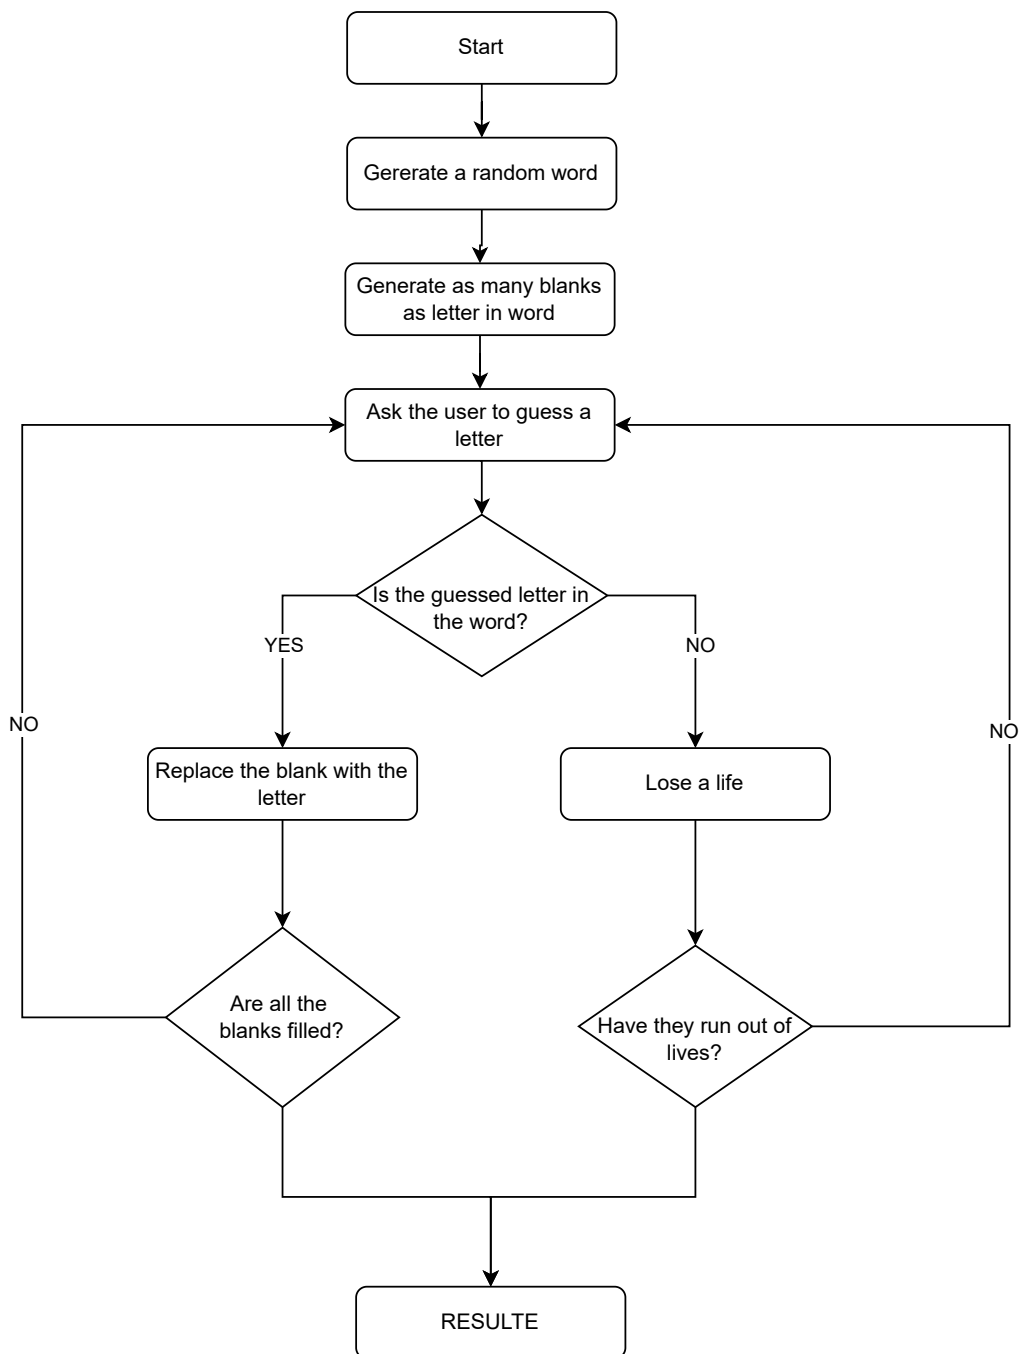 Start
Gererate a random word
Generate as many blanks
as letter in word
Ask the user to guess a
letter
Is the guessed letter in
the word?
YES
NO
NO
NO
Replace the blank with the
letter
Lose a life
Are all the
blanks filled?
Have they run out of
lives?
RESULTE